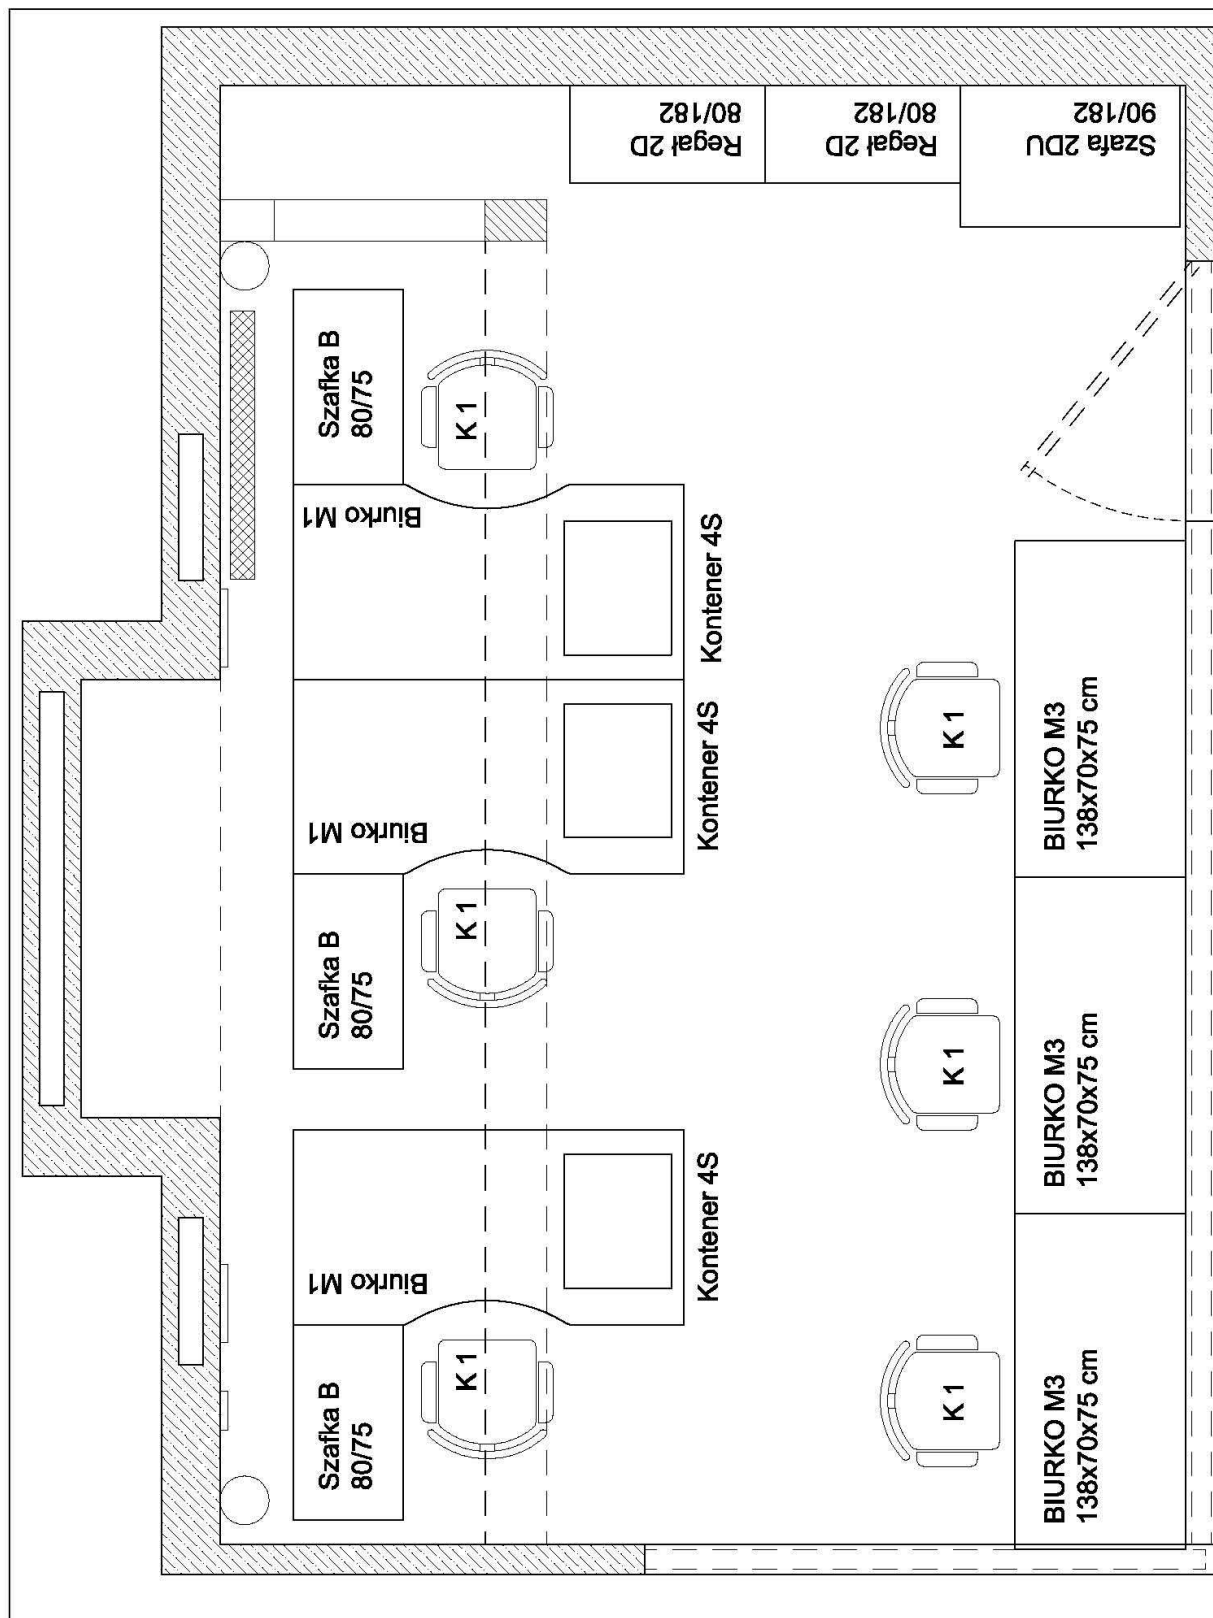 Regał 2D
80/182
Regał 2D
80/182
Szafa 2DU
90/182
Szafka B
80/75
K 1
Biurko M1
Kontener 4S
Biurko M1
Kontener 4S
K 1
Szafka B
80/75
K 1
BIURKO M3
138x70x75 cm
K 1
BIURKO M3
138x70x75 cm
Biurko M1
Kontener 4S
K 1
Szafka B
80/75
K 1
BIURKO M3
138x70x75 cm